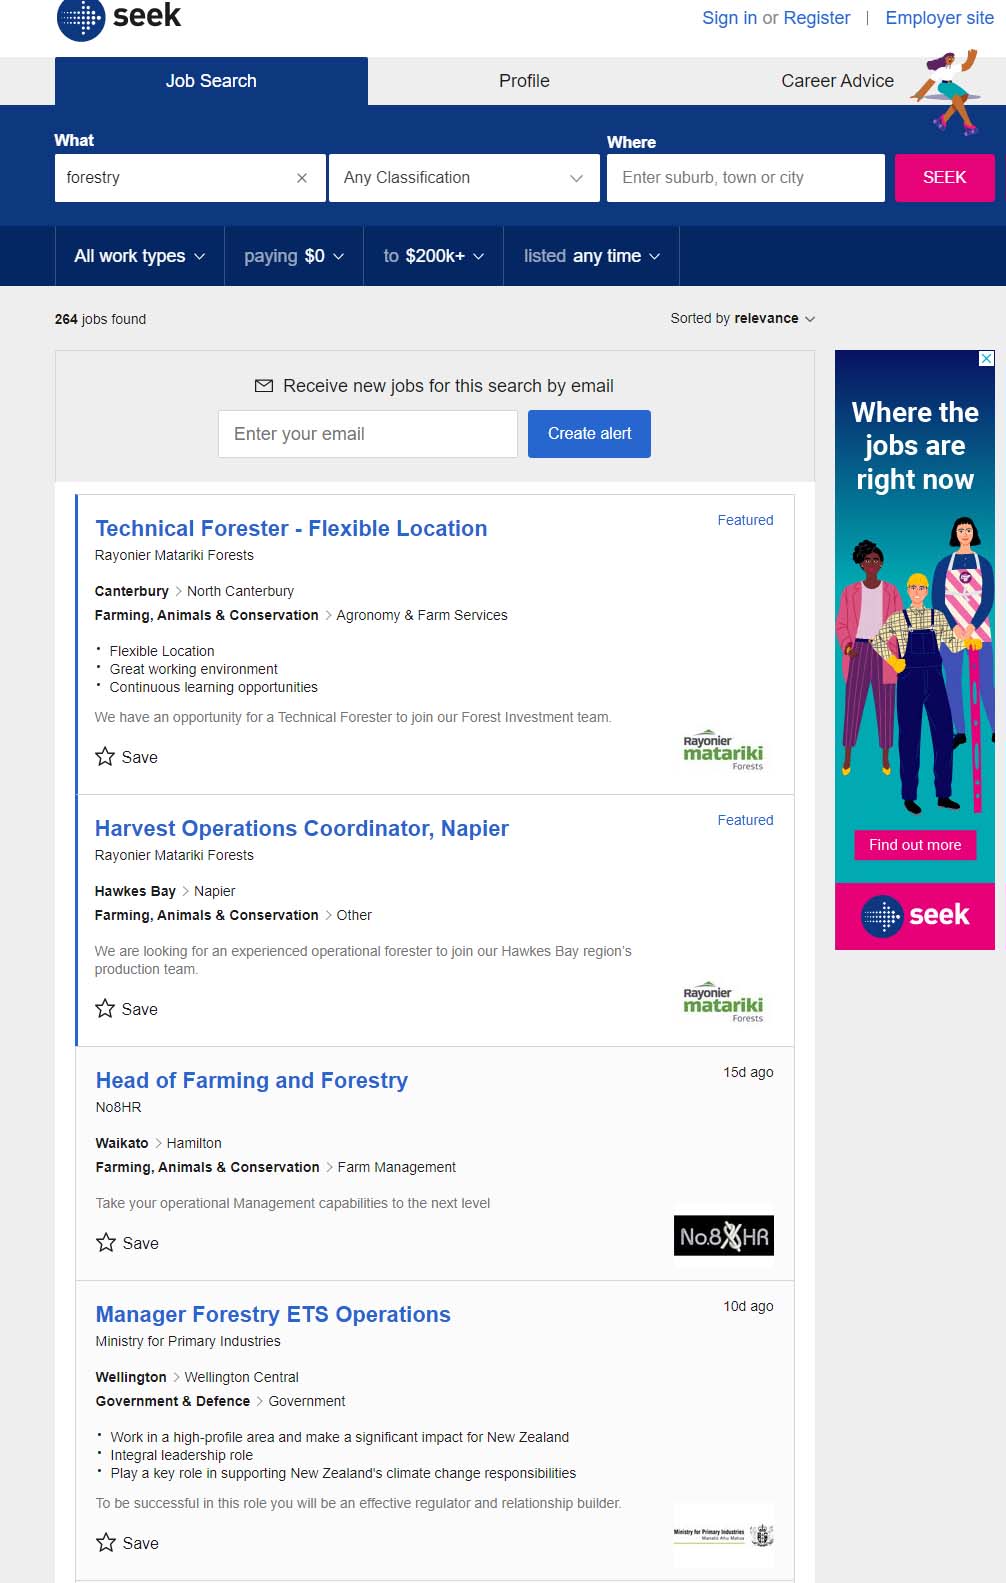 seek
Sign in or Register | Employer site
Job Search
Profile
Career Advice
What
Where
forestry
Any Classification
Enter suburb, town or city
SEEK
All work types
paying $0
to $200k+
listed any time
264 jobs found
Sorted by relevance
Receive new jobs for this search by email
Enter your email
Create alert
Technical Forester - Flexible Location
Featured
Rayonier Matariki Forests
Canterbury > North Canterbury
Farming, Animals & Conservation > Agronomy & Farm Services
• Flexible Location
• Great working environment
• Continuous learning opportunities
We have an opportunity for a Technical Forester to join our Forest Investment team.
Save
Rayonier
matariki
Forests
Harvest Operations Coordinator, Napier
Featured
Rayonier Matariki Forests
Hawkes Bay > Napier
Farming, Animals & Conservation > Other
We are looking for an experienced operational forester to join our Hawkes Bay region's
production team.
Save
Rayonier
matariki
Forests
Head of Farming and Forestry
15d ago
No8HR
Waikato > Hamilton
Farming, Animals & Conservation > Farm Management
Take your operational Management capabilities to the next level
Save
No.8 HR
Manager Forestry ETS Operations
10d ago
Ministry for Primary Industries
Wellington > Wellington Central
Government & Defence > Government
• Work in a high-profile area and make a significant impact for New Zealand
• Integral leadership role
• Play a key role in supporting New Zealand's climate change responsibilities
To be successful in this role you will be an effective regulator and relationship builder.
Save
Ministry for Primary Industries
Manatū Ahu Matua
Where the
jobs are
right now
Find out more
seek